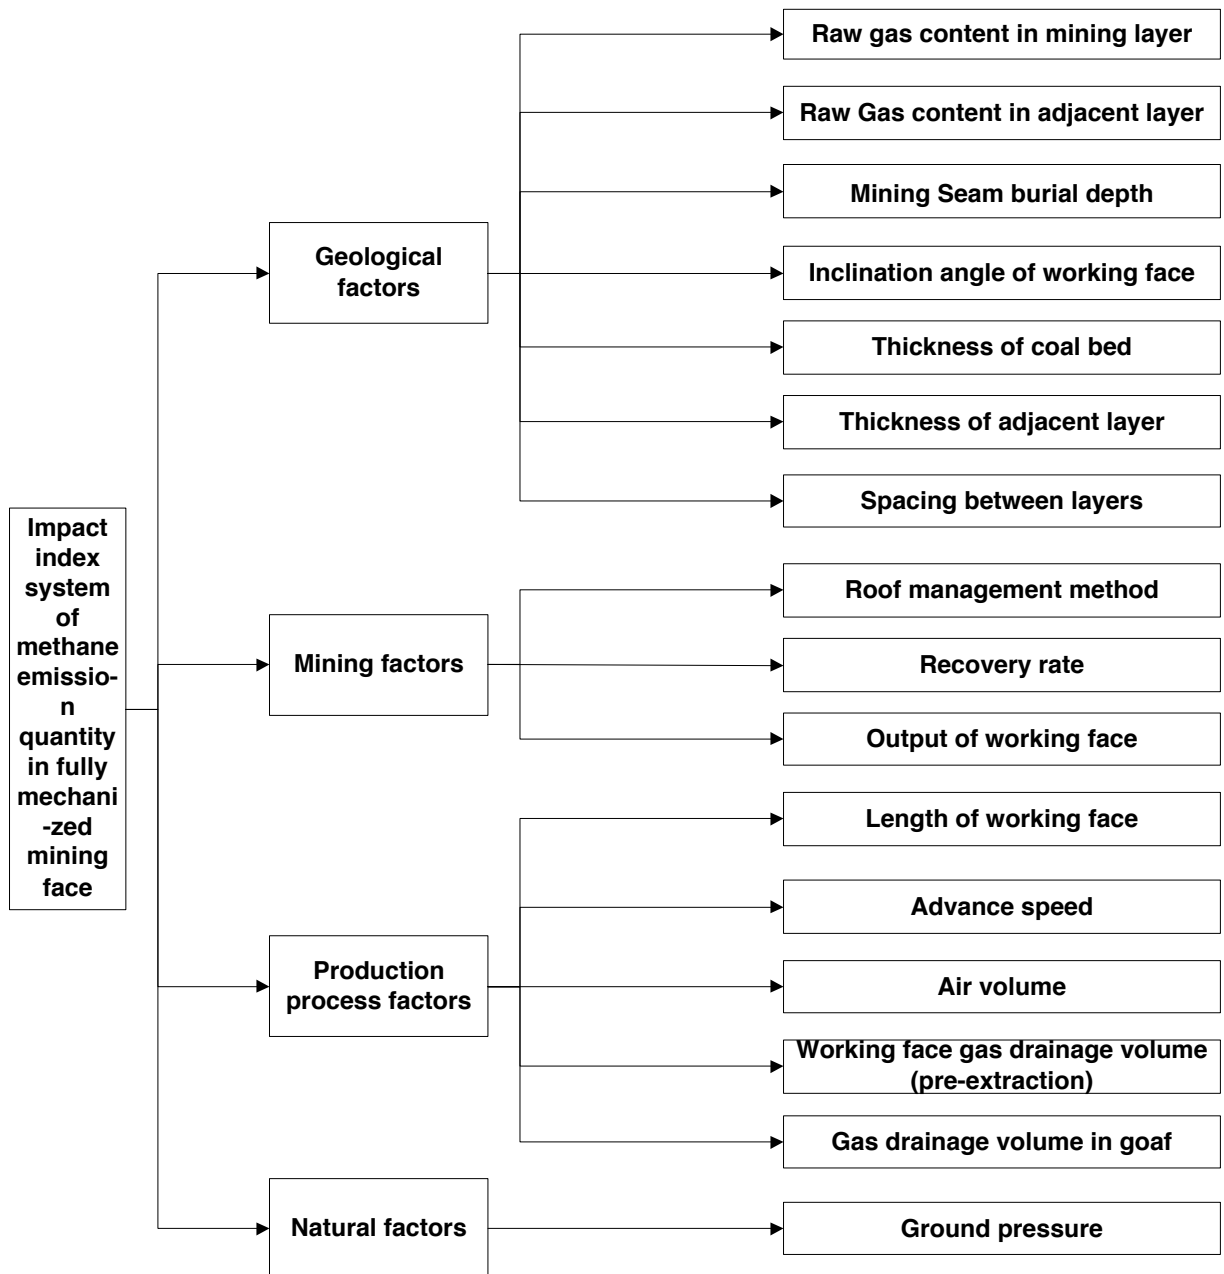 Raw gas content in mining layer
Raw Gas content in adjacent layer
Mining Seam burial depth
Geological
factors
Inclination angle of working face
Thickness of coal bed
Thickness of adjacent layer
Spacing between layers
Impact
index
system
of
methane
emissio-
n
quantity
in fully
mechani
-zed
mining
face
Roof management method
Mining factors
Recovery rate
Output of working face
Length of working face
Advance speed
Production
process factors
Air volume
Working face gas drainage volume
(pre-extraction)
Gas drainage volume in goaf
Natural factors
Ground pressure